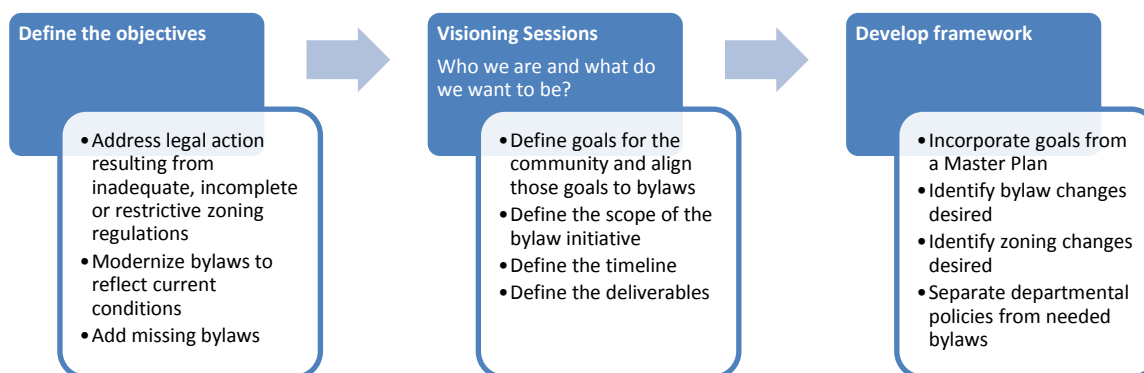 Define the objectives
•Address legal action
resulting from
inadequate, incomplete
or restrictive zoning
regulations
•Modernize bylaws to
reflect current
conditions
•Add missing bylaws
Visioning Sessions
Who we are and what do
we want to be?
•Define goals for the
community and align
those goals to bylaws
•Define the scope of the
bylaw initiative
•Define the timeline
•Define the deliverables
Develop framework
•Incorporate goals from
a Master Plan
•Identify bylaw changes
desired
•Identify zoning changes
desired
•Separate departmental
policies from needed
bylaws